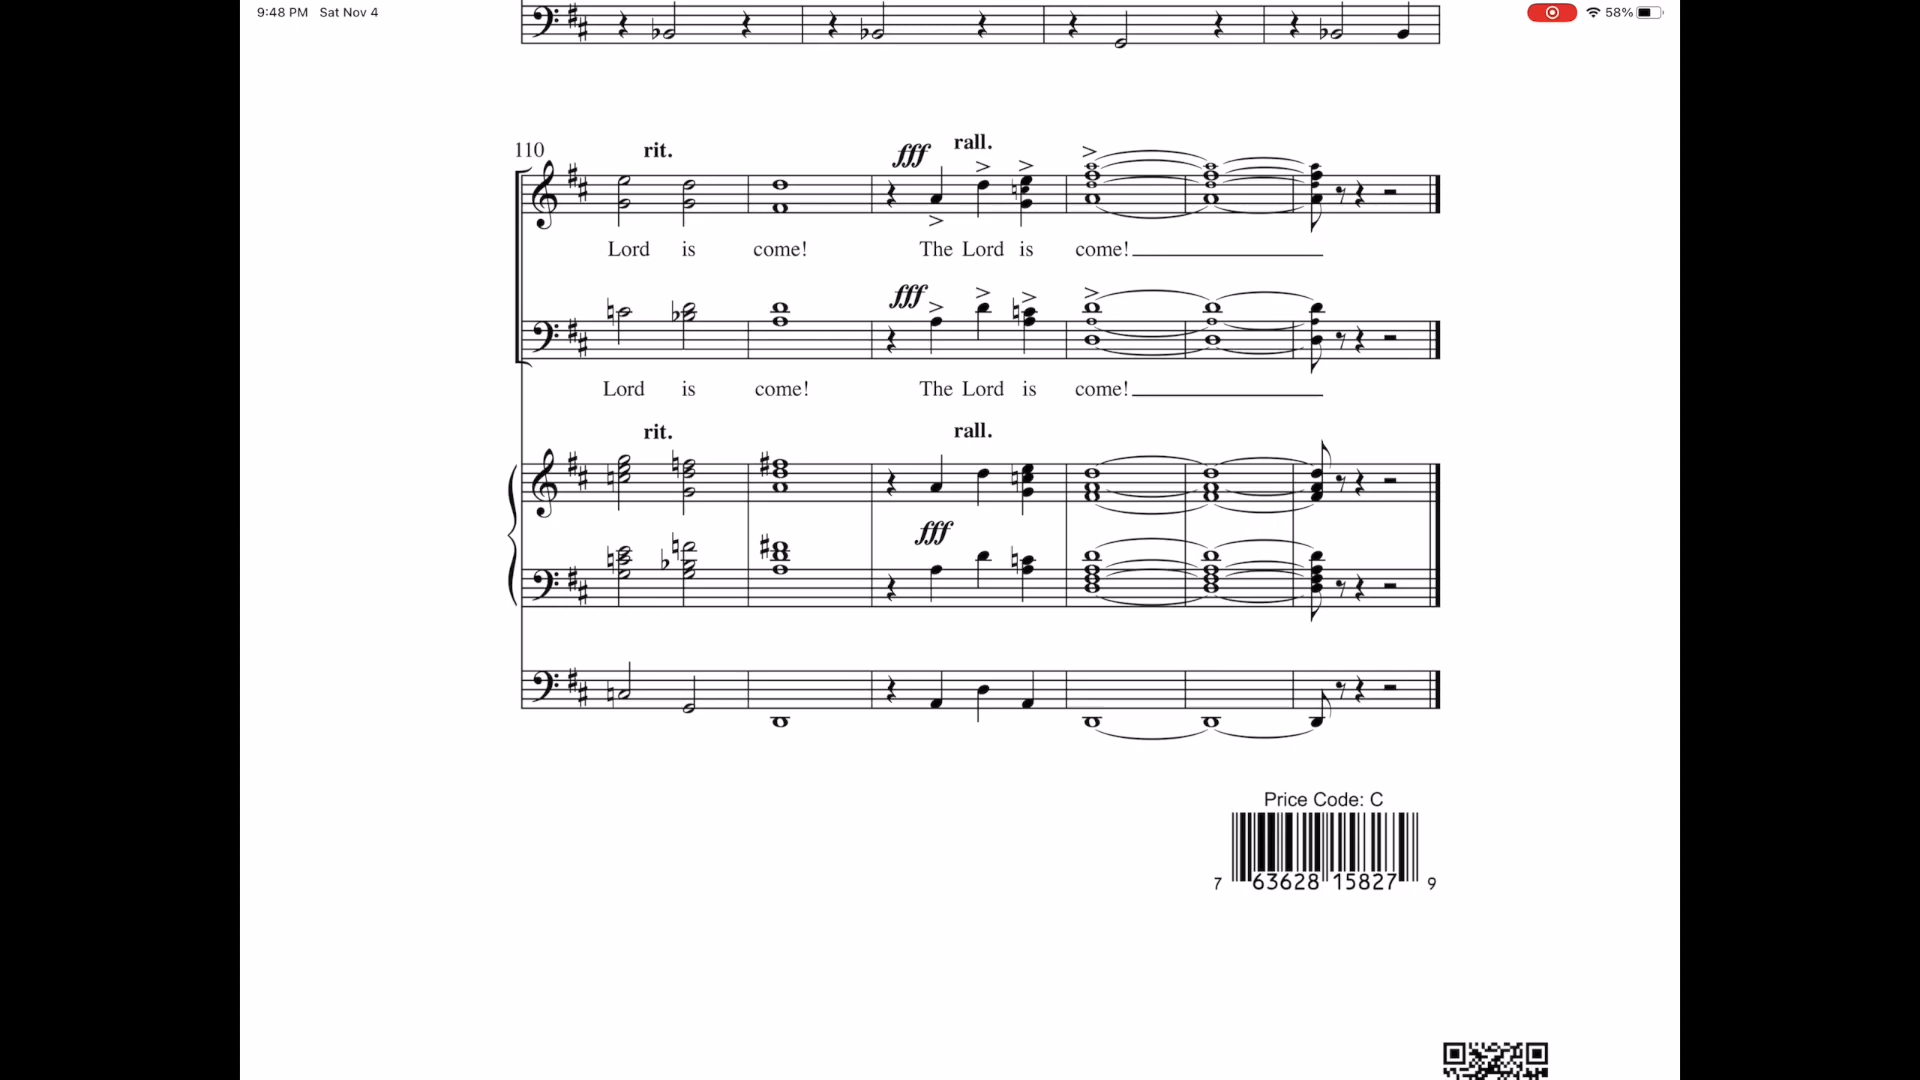 9:48 PM Sat Nov 4
58%
110
rit.
fff
rall.
Lord is come! The Lord is come!
fff
Lord is come! The Lord is come!
rit.
rall.
fff
Price Code: C
7 63628 15827 9